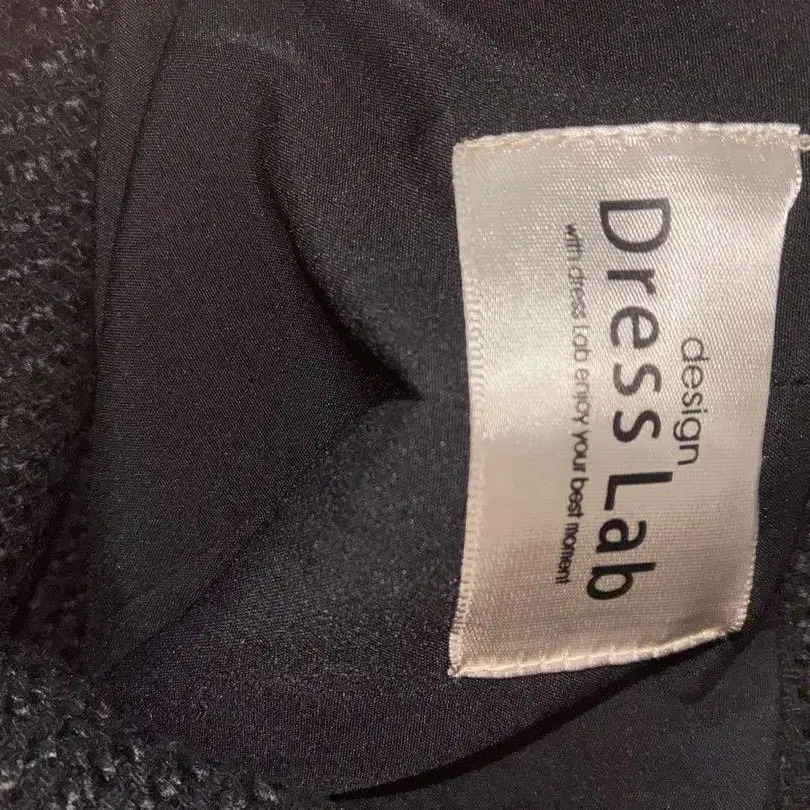 design
Dress Lab
with dress Lab enjoy your best moment